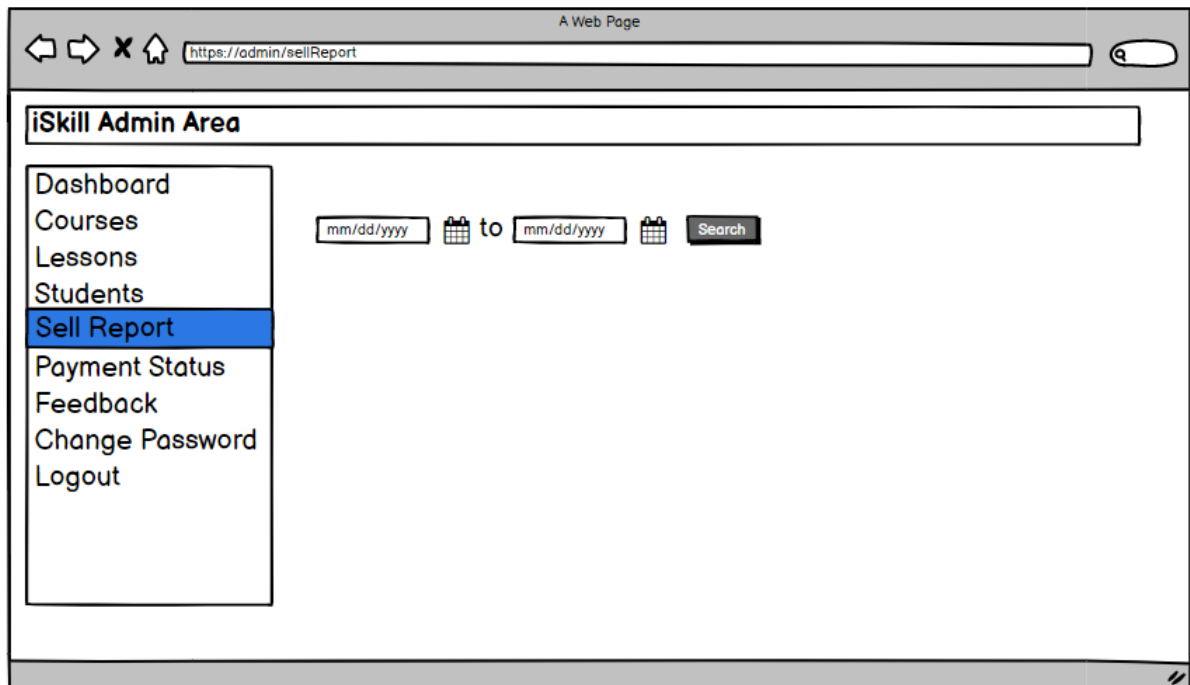 A Web Page
https://admin/sellReport
iSkill Admin Area
Dashboard
Courses
Lessons
Students
Sell Report
Payment Status
Feedback
Change Password
Logout
mm/dd/yyyy to mm/dd/yyyy Search